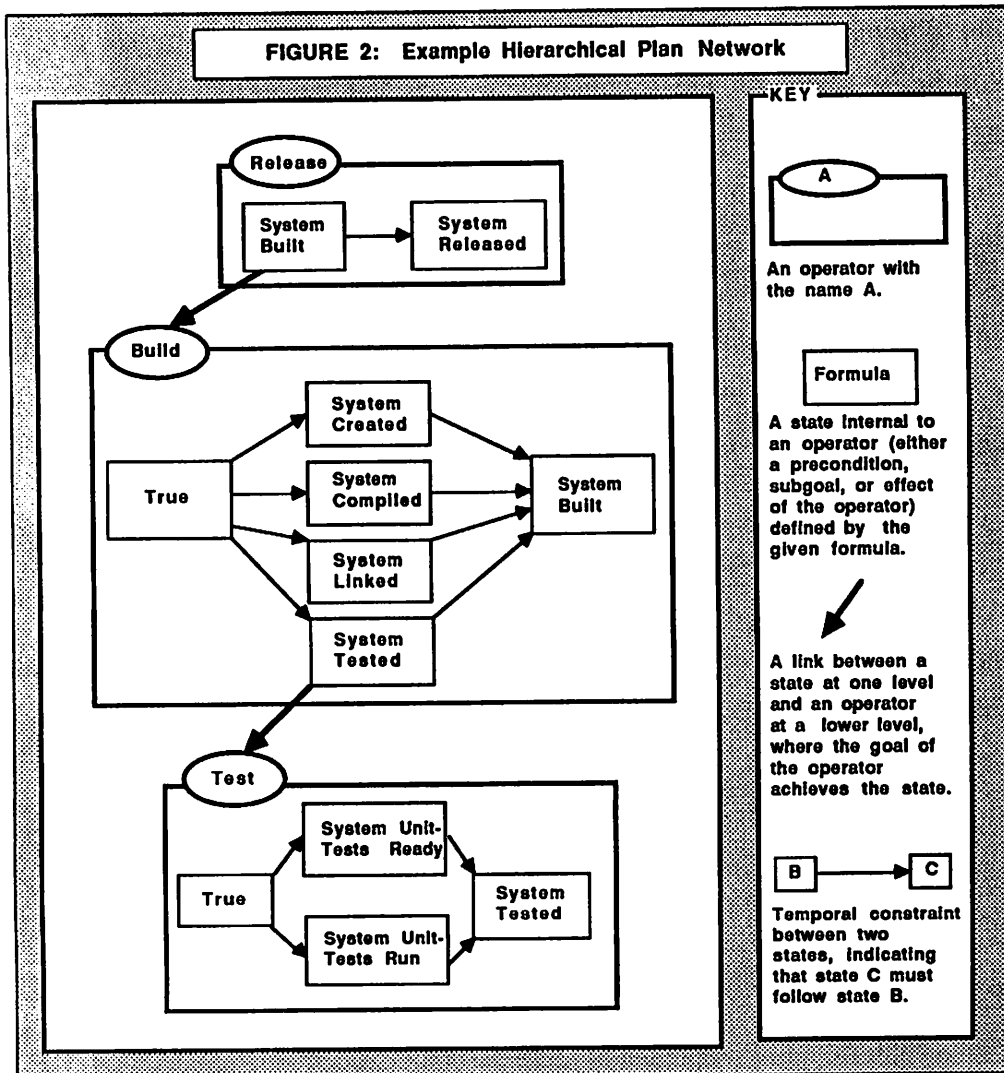 FIGURE 2: Example Hierarchical Plan Network
Release
System
Built
System
Released
Build
True
System
Created
System
Compiled
System
Linked
System
Tested
System
Built
Test
True
System Unit-
Tests Ready
System Unit-
Tests Run
System
Tested
KEY
A
An operator with
the name A.
Formula
A state internal to
an operator (either
a precondition,
subgoal, or effect
of the operator)
defined by the
given formula.
A link between a
state at one level
and an operator
at a lower level,
where the goal of
the operator
achieves the state.
B
C
Temporal constraint
between two
states, indicating
that state C must
follow state B.